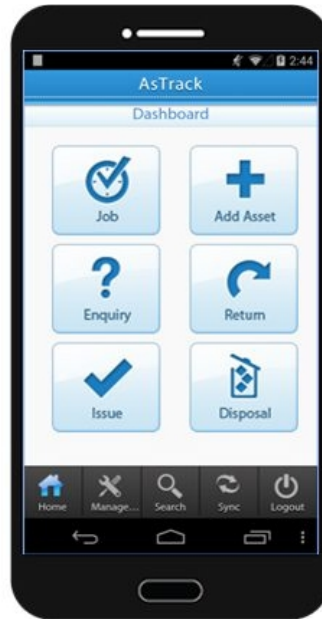 2:44
AsTrack
Dashboard
Job
Add Asset
Enquiry
Return
Issue
Disposal
Home
Manage...
Search
Sync
Logout